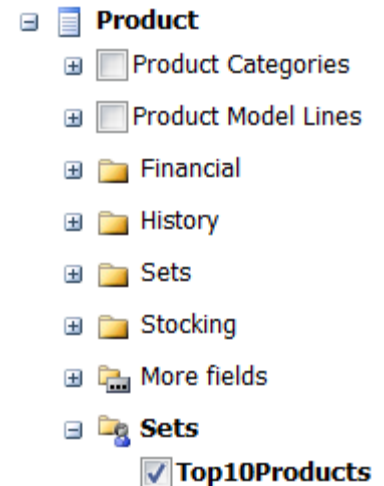 Product
Product Categories
Product Model Lines
Financial
History
Sets
Stocking
More fields
Sets
Top10Products